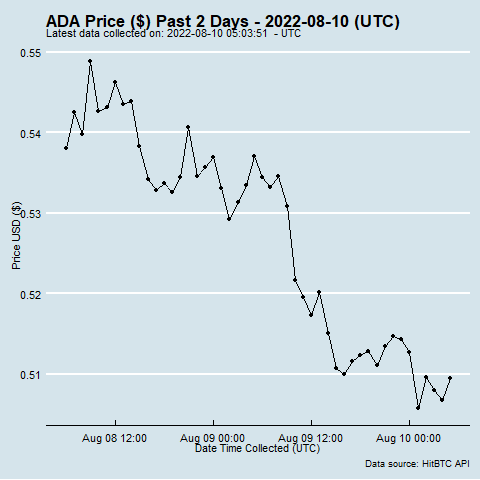 ADA Price ($) Past 2 Days - 2022-08-10 (UTC)
Latest data collected on: 2022-08-10 05:03:51 - UTC
0.55
0.54
0.53
0.52
0.51
Price USD ($)
Aug 08 12:00
Aug 09 00:00
Aug 09 12:00
Aug 10 00:00
Date Time Collected (UTC)
Data source: HitBTC API